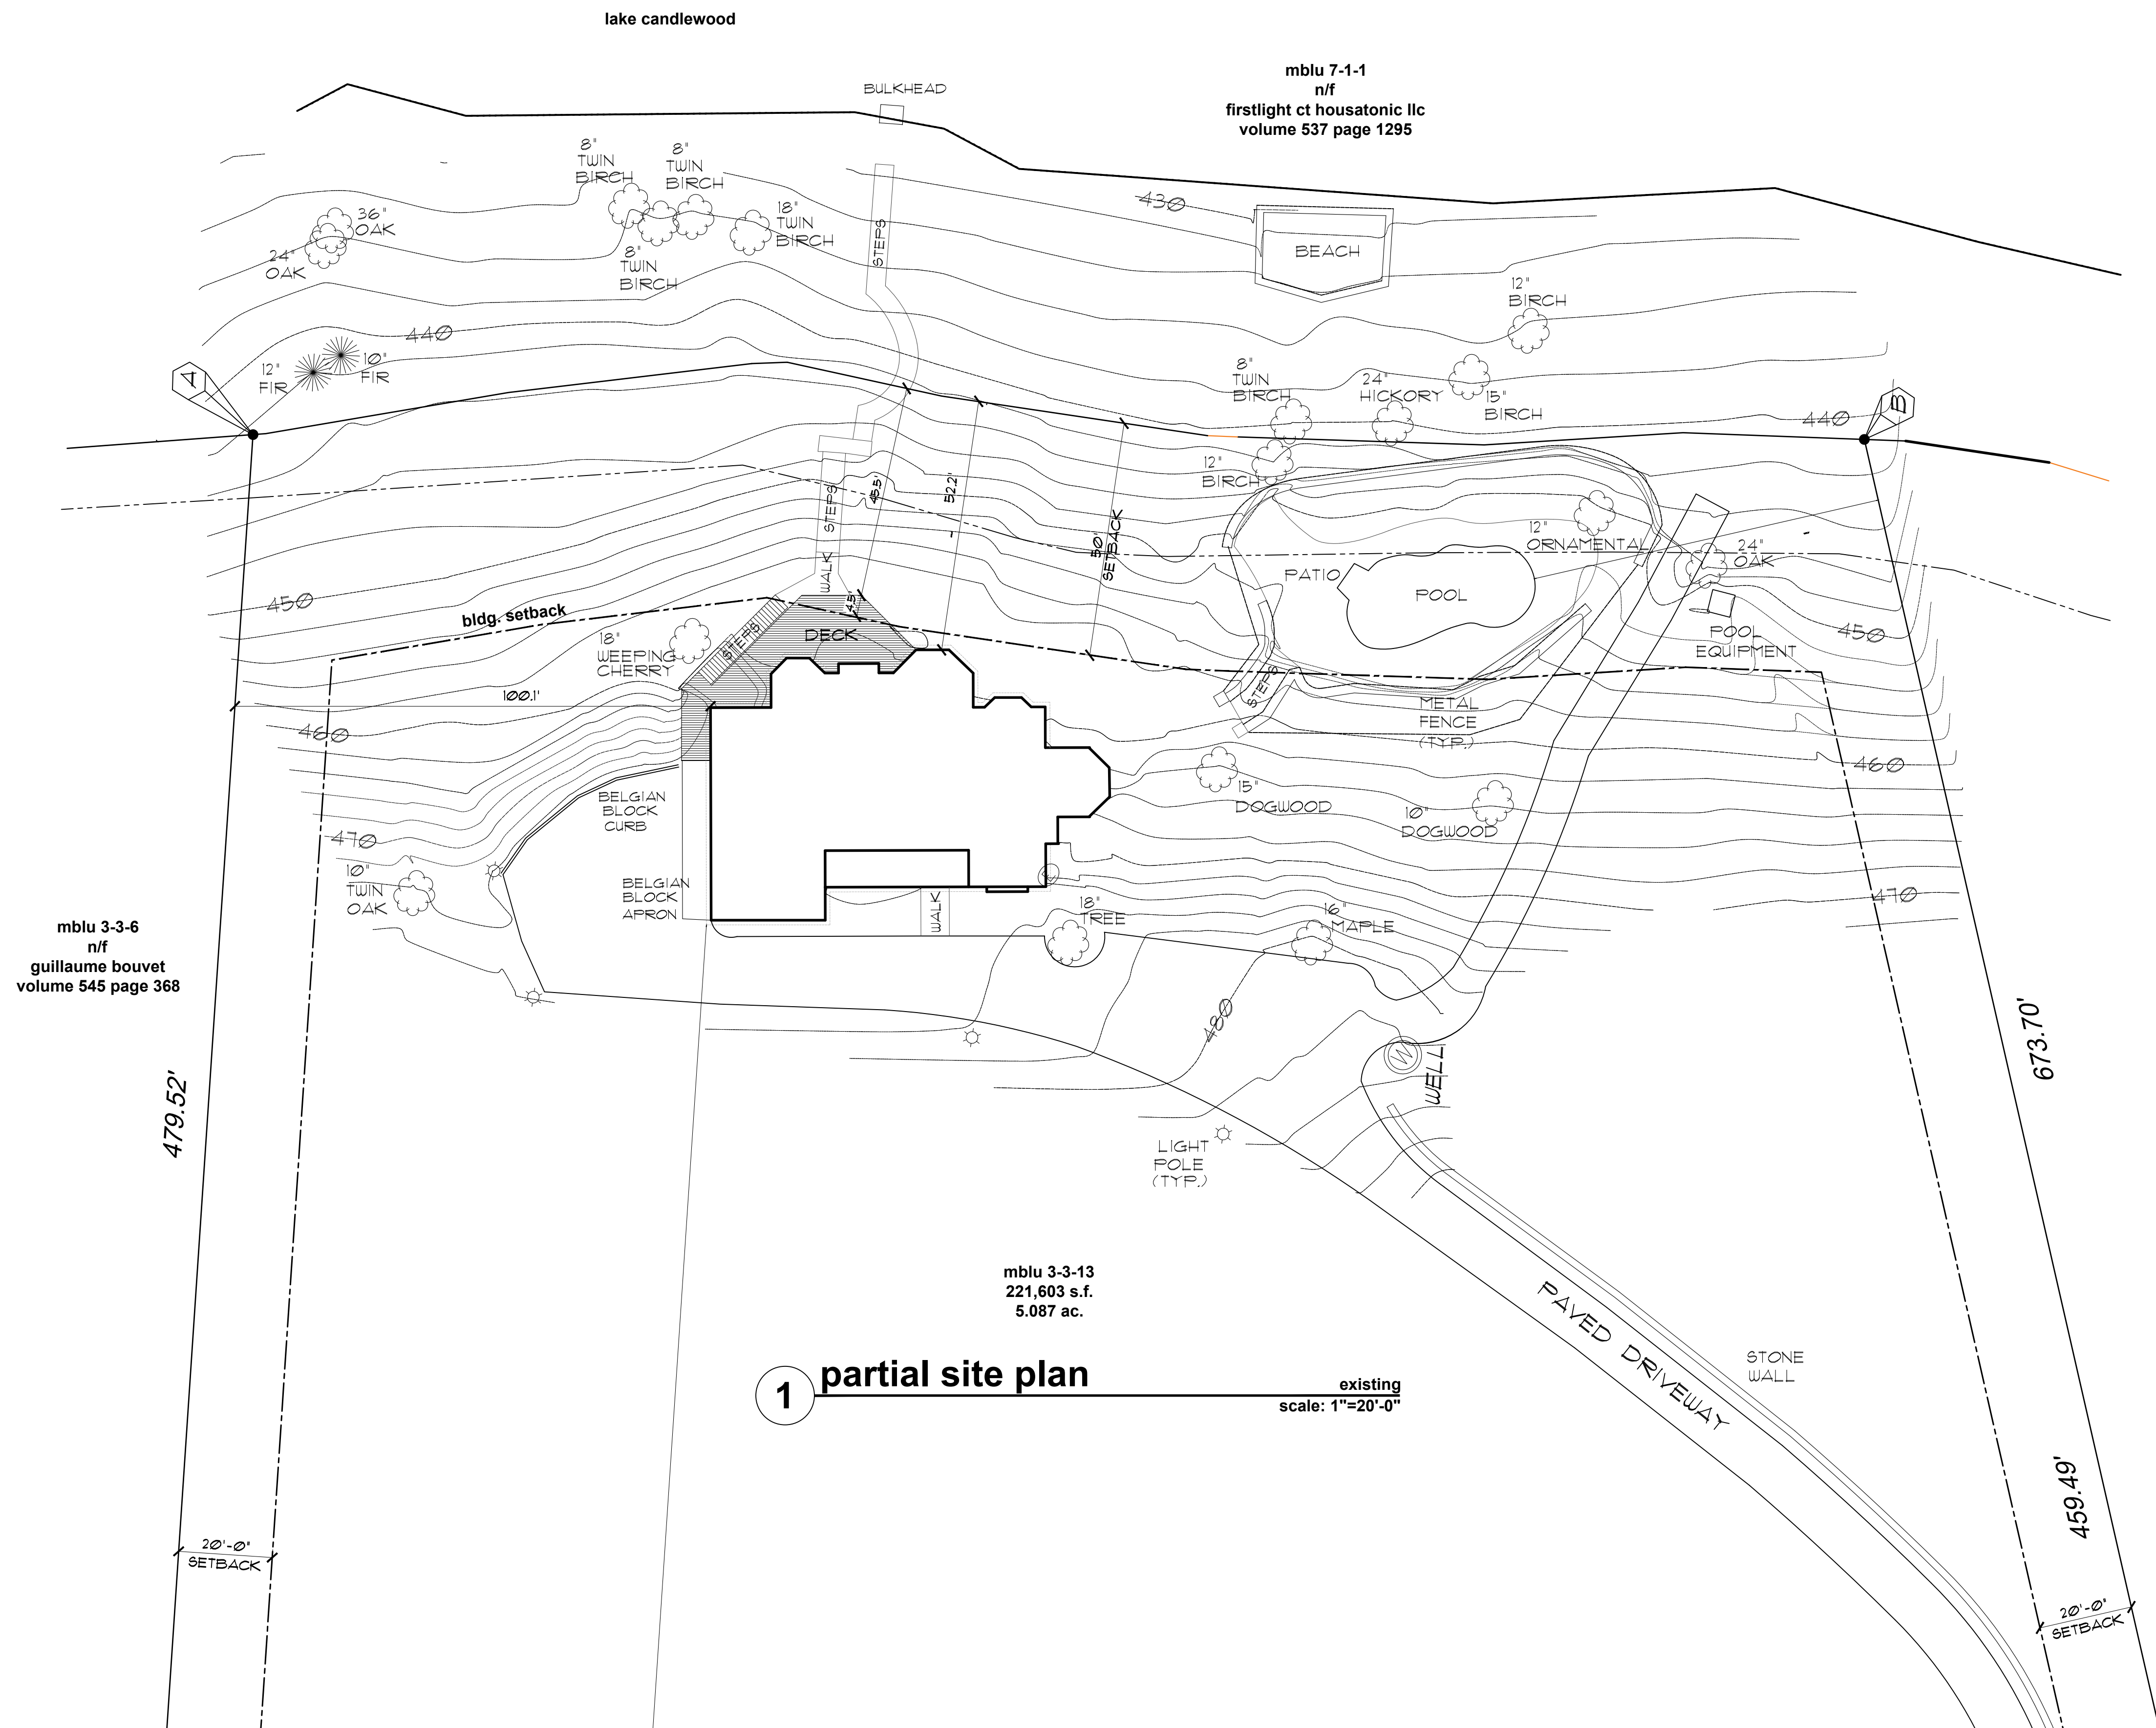 lake candlewood
mblu 7-1-1
n/f
firstlight ct housatonic llc
volume 537 page 1295
BULKHEAD
8"
TWIN
BIRCH
8"
TWIN
BIRCH
18"
TWIN
BIRCH
8"
TWIN
BIRCH
36"
OAK
24"
OAK
STEPS
430
BEACH
12"
BIRCH
440
12"
FIR
10"
FIR
A
8"
TWIN
BIRCH
24"
HICKORY
15"
BIRCH
440
B
12"
BIRCH
STEPS
WALK
45.5'
52.2'
50'
SETBACK
4.5'
12"
ORNAMENTAL
24"
OAK
PATIO
POOL
POOL
EQUIPMENT
450
450
bldg. setback
18"
WEEPING
CHERRY
STEPS
DECK
100.1'
STEPS
METAL
FENCE
(TYP.)
460
460
BELGIAN
BLOCK
CURB
15"
DOGWOOD
10"
DOGWOOD
470
470
10"
TWIN
OAK
BELGIAN
BLOCK
APRON
WALK
18"
TREE
16"
MAPLE
mblu 3-3-6
n/f
guillaume bouvet
volume 545 page 368
480
W
WELL
673.70'
479.52'
LIGHT
POLE
(TYP.)
mblu 3-3-13
221,603 s.f.
5.087 ac.
PAVED DRIVEWAY
STONE
WALL
1
partial site plan
existing
scale: 1"=20'-0"
459.49'
20'-0"
SETBACK
20'-0"
SETBACK